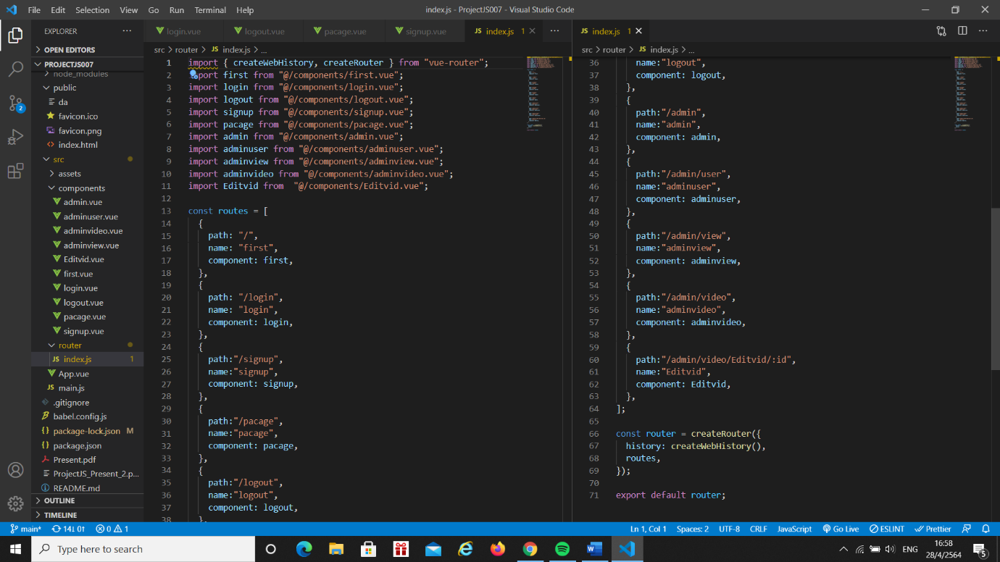 File Edit Selection View Go Run Terminal Help
index.js - ProjectJS007 - Visual Studio Code
EXPLORER
OPEN EDITORS
PROJECTJS007
node_modules
public
da
favicon.ico
favicon.png
index.html
src
assets
components
admin.vue
adminuser.vue
adminvideo.vue
adminview.vue
Editvid.vue
first.vue
login.vue
logout.vue
pacage.vue
signup.vue
router
JS index.js 1
App.vue
JS main.js
.gitignore
babel.config.js
{} package-lock.json M
{} package.json
Present.pdf
ProjectJS_Present_2.p...
README.md
OUTLINE
TIMELINE
2
login.vue logout.vue pacage.vue signup.vue JS index.js 1
src > router > JS index.js > ...
1 import { createWebHistory, createRouter } from "vue-router";
2 import first from "@/components/first.vue";
3 import login from "@/components/login.vue";
4 import logout from "@/components/logout.vue";
5 import signup from "@/components/signup.vue";
6 import pacage from "@/components/pacage.vue";
7 import admin from "@/components/admin.vue";
8 import adminuser from "@/components/adminuser.vue";
9 import adminview from "@/components/adminview.vue";
10 import adminvideo from "@/components/adminvideo.vue";
11 import Editvid from  "@/components/Editvid.vue";
12
13 const routes = [
14 {
15 path: "/",
16 name: "first",
17 component: first,
18 },
19 {
20 path: "/login",
21 name: "login",
22 component: login,
23 },
24 {
25 path:"/signup",
26 name:"signup",
27 component: signup,
28 },
29 {
30 path:"/pacage",
31 name:"pacage",
32 component: pacage,
33 },
34 {
35 path:"/logout",
36 name:"logout",
37 component: logout,
38 },
JS index.js 1
src > router > JS index.js > ...
36 name:"logout",
37 component: logout,
38 },
39 {
40 path:"/admin",
41 name:"admin",
42 component: admin,
43 },
44 {
45 path:"/admin/user",
46 name:"adminuser",
47 component: adminuser,
48 },
49 {
50 path:"/admin/view",
51 name:"adminview",
52 component: adminview,
53 },
54 {
55 path:"/admin/video",
56 name:"adminvideo",
57 component: adminvideo,
58 },
59 {
60 path:"/admin/video/Editvid/:id",
61 name:"Editvid",
62 component: Editvid,
63 },
64 ];
65
66 const router = createRouter({
67 history: createWebHistory(),
68 routes,
69 });
70
71 export default router;
main* 14↓ 0↑ 0 1
Ln 1, Col 1 Spaces: 2 UTF-8 CRLF JavaScript Go Live ESLINT Prettier
Type here to search
ENG
16:58
28/4/2564
5